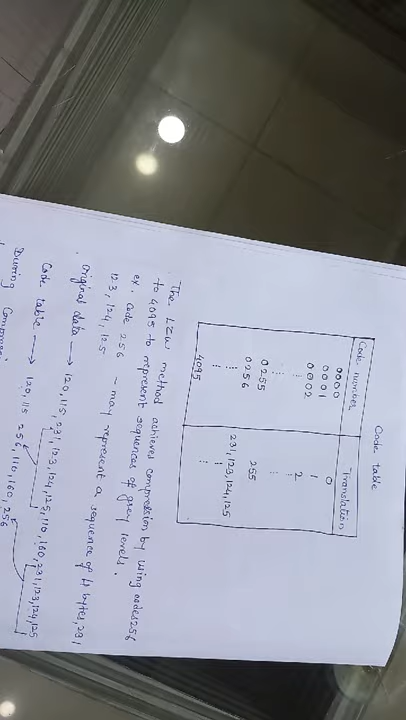 Code table
Code number Translation
0000 0
0001 1
0002 2
⋮ ⋮
0255 255
0256 231,123,124,125
⋮ ⋮
4095
The LZW method achieves compression by using codes 256
to 4095 to represent sequences of grey levels.
ex. code 256 - may represent a sequence of 4 bytes, 231
123, 124, 125
original data → 120,115,231,123,124,125,110,160,231,123,124,125
Code table → 120,115 256,110,160,256
During